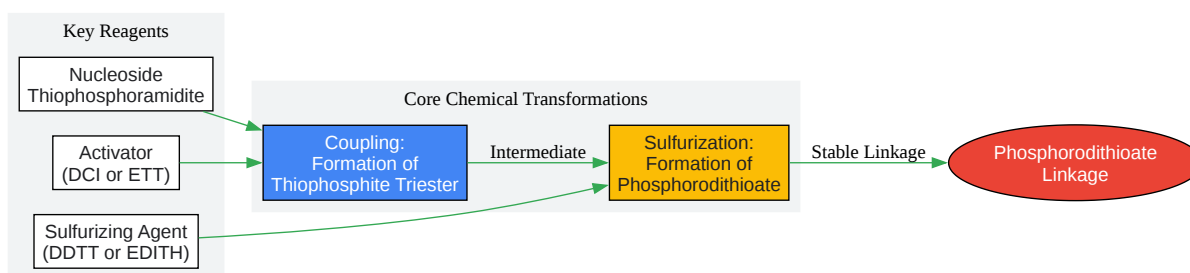 Key Reagents
Nucleoside
Thiophosphoramidite
Activator
(DCI or ETT)
Sulfurizing Agent
(DDTT or EDITH)
Core Chemical Transformations
Coupling:
Formation of
Thiophosphite Triester
Intermediate
Sulfurization:
Formation of
Phosphorodithioate
Stable Linkage
Phosphorodithioate
Linkage